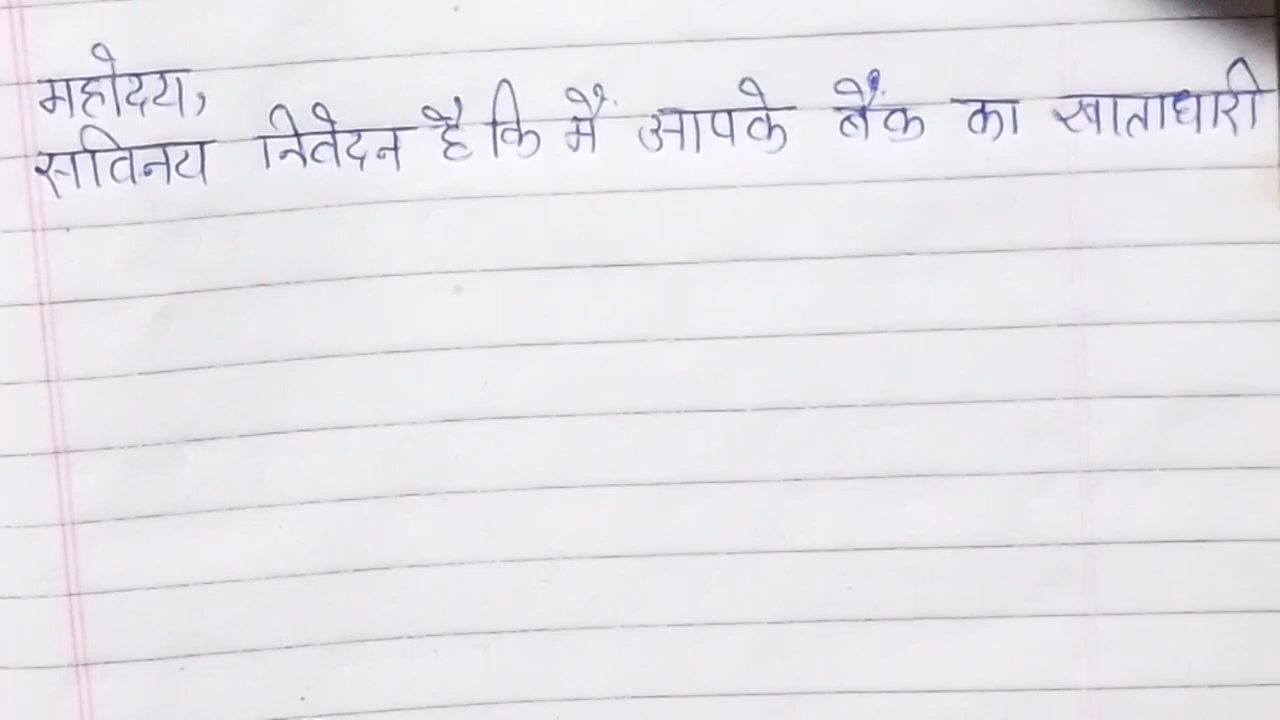 महोदय,
सविनय निवेदन है कि मैं आपके बैंक का खाताधारी